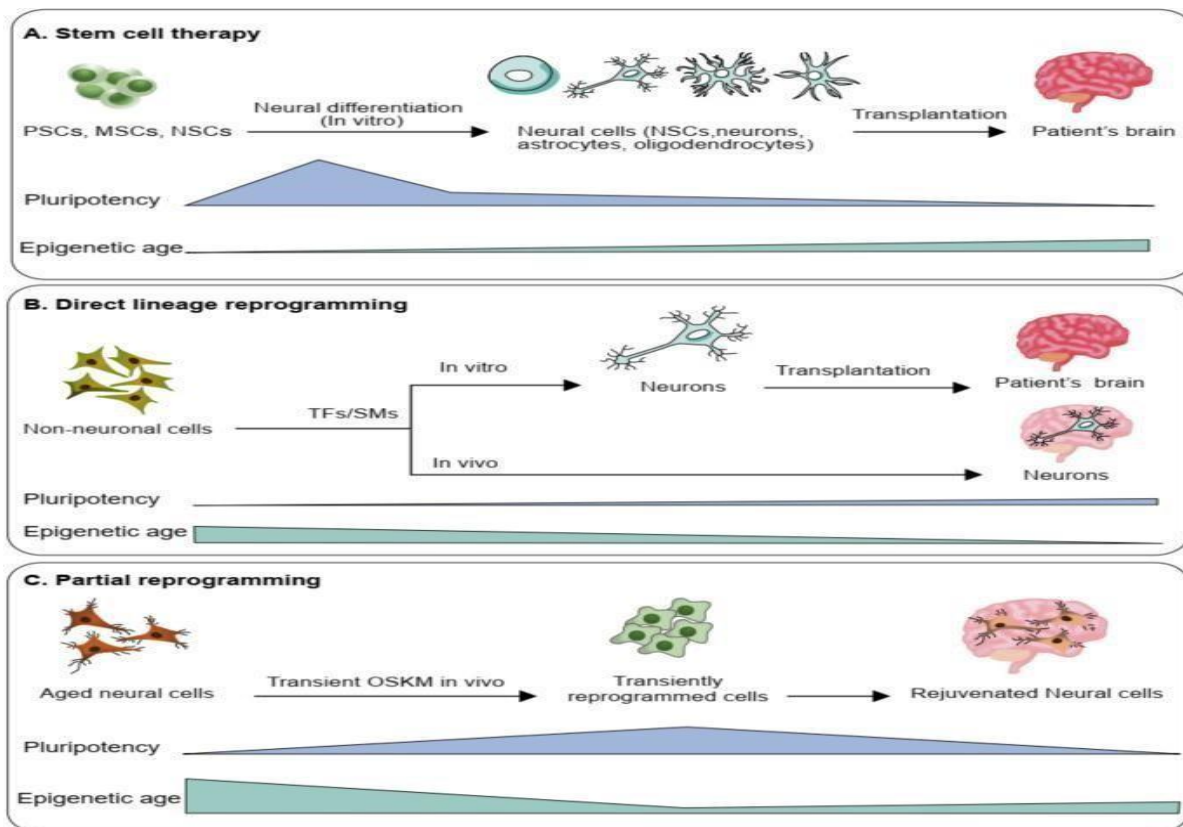 A. Stem cell therapy
Neural differentiation
(In vitro)
Transplantation
PSCs, MSCs, NSCs
Neural cells (NSCs,neurons,
astrocytes, oligodendrocytes)
Patient's brain
Pluripotency
Epigenetic age
B. Direct lineage reprogramming
In vitro
Neurons
Transplantation
Patient's brain
TFs/SMs
Non-neuronal cells
In vivo
Neurons
Pluripotency
Epigenetic age
C. Partial reprogramming
Aged neural cells
Transient OSKM in vivo
Transiently
reprogrammed cells
Rejuvenated Neural cells
Pluripotency
Epigenetic age